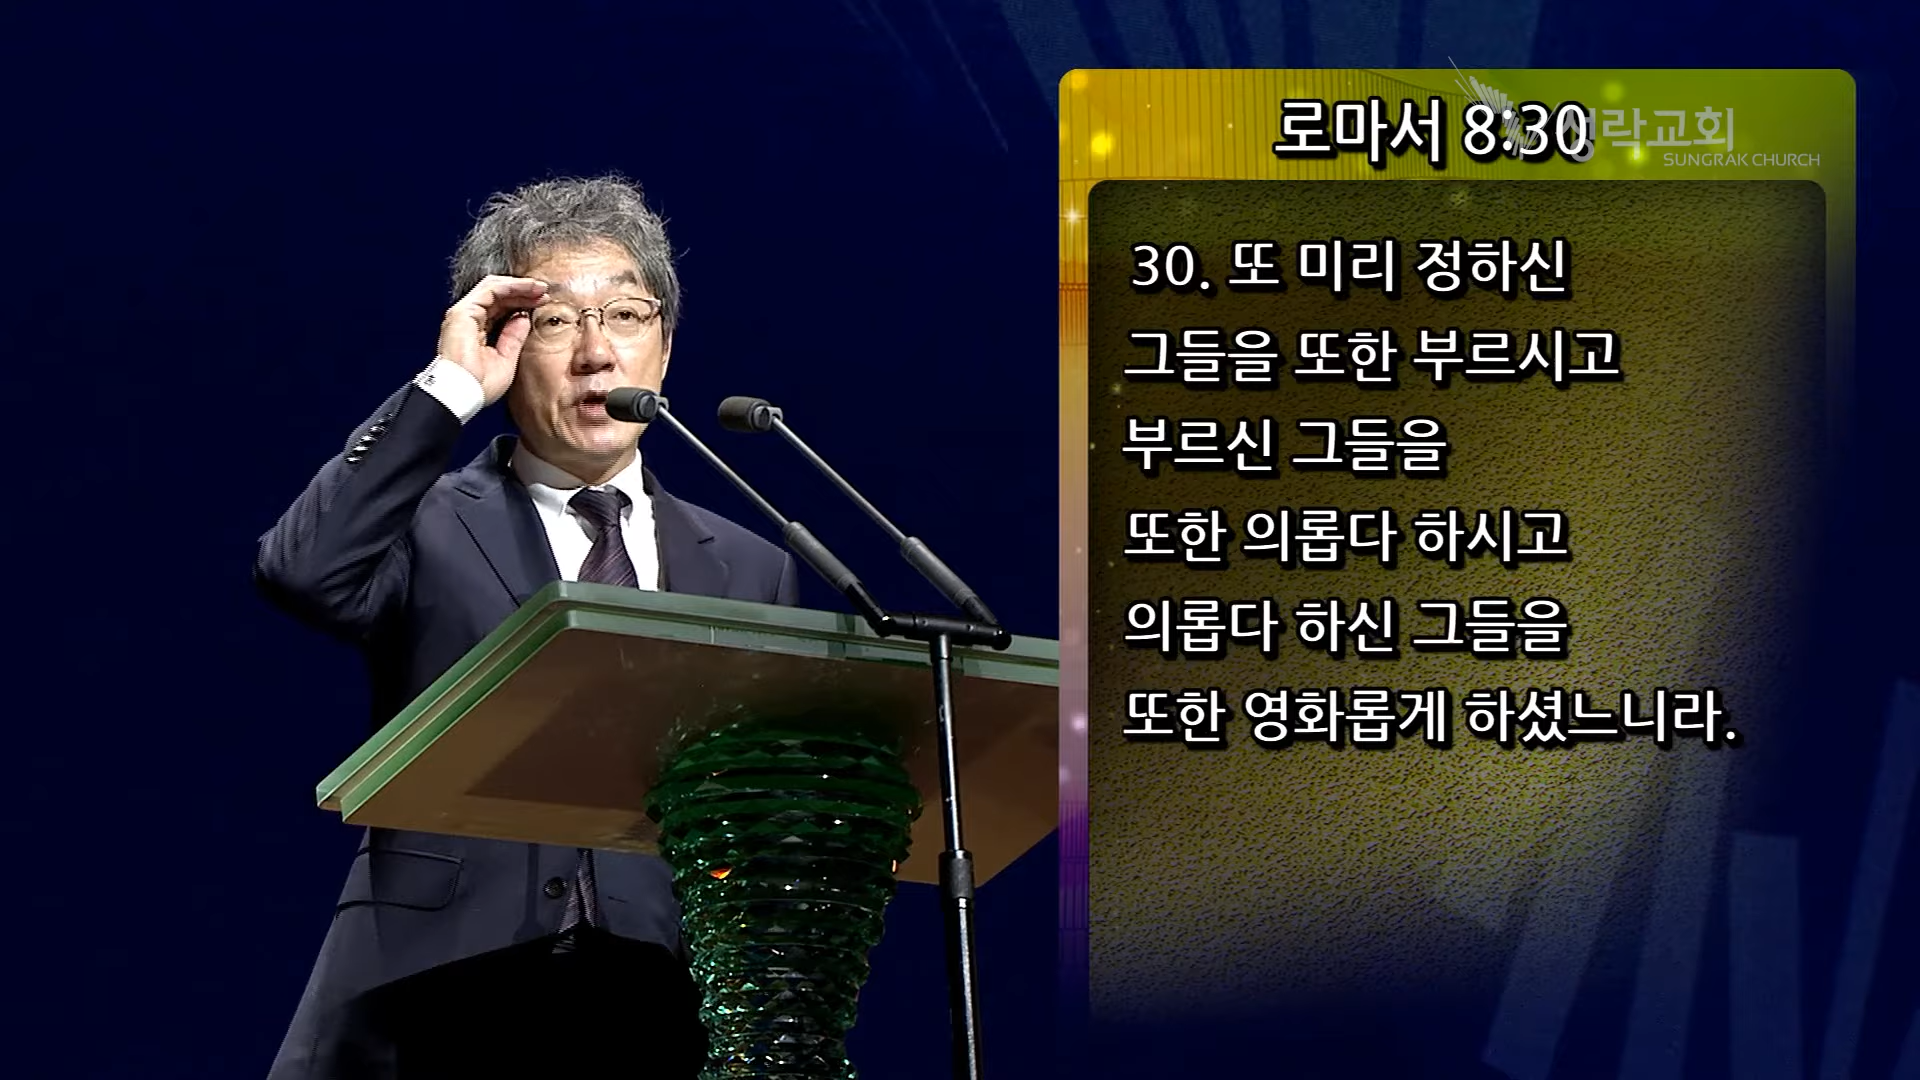 로마서 8:30
성락교회
SUNGRAK CHURCH
30. 또 미리 정하신
그들을 또한 부르시고
부르신 그들을
또한 의롭다 하시고
의롭다 하신 그들을
또한 영화롭게 하셨느니라.